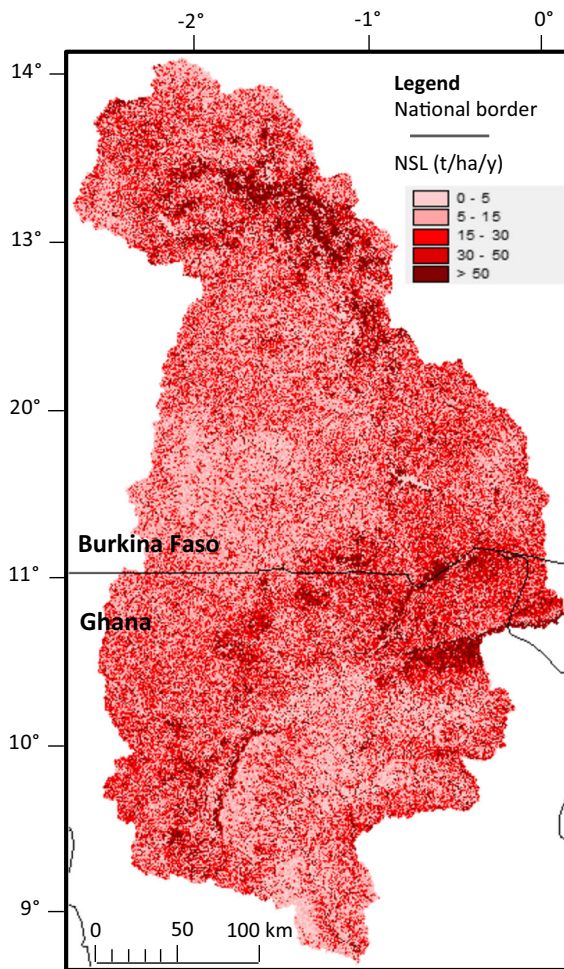 -2° -1° 0°
14°
Legend
National border
NSL (t/ha/y)
0 - 5
5 - 15
15 - 30
30 - 50
> 50
13°
20°
Burkina Faso
11°
Ghana
10°
9°
0 50 100 km